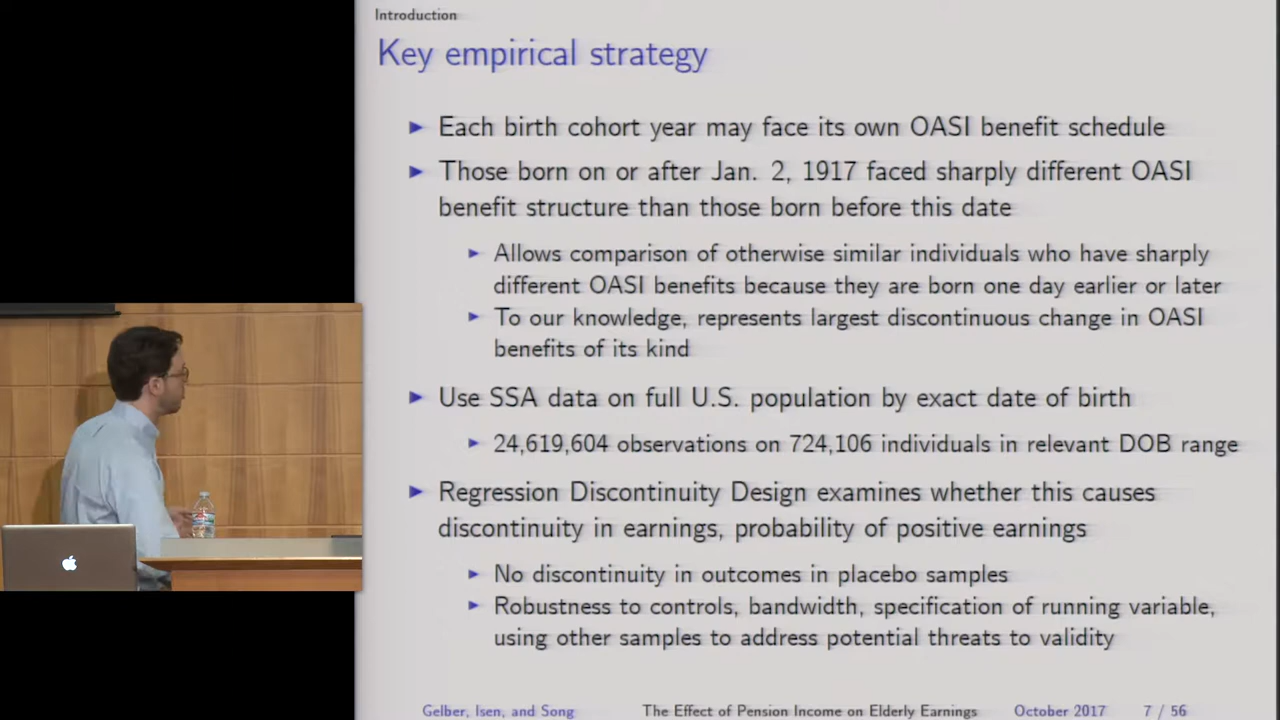 Introduction
Key empirical strategy
Each birth cohort year may face its own OASI benefit schedule
Those born on or after Jan. 2, 1917 faced sharply different OASI
benefit structure than those born before this date
Allows comparison of otherwise similar individuals who have sharply
different OASI benefits because they are born one day earlier or later
To our knowledge, represents largest discontinuous change in OASI
benefits of its kind
Use SSA data on full U.S. population by exact date of birth
24,619,604 observations on 724,106 individuals in relevant DOB range
Regression Discontinuity Design examines whether this causes
discontinuity in earnings, probability of positive earnings
No discontinuity in outcomes in placebo samples
Robustness to controls, bandwidth, specification of running variable,
using other samples to address potential threats to validity
Gelber, Isen, and Song The Effect of Pension Income on Elderly Earnings October 2017 7 / 56